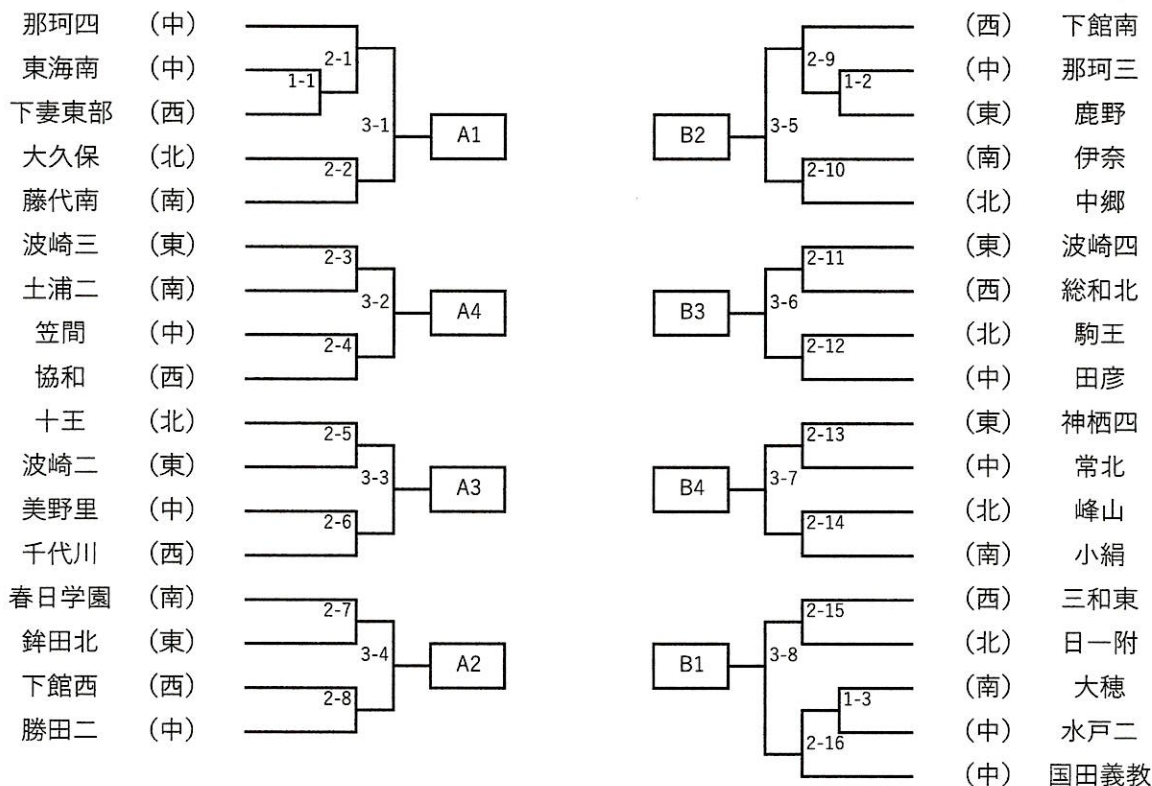 那珂四 （中）
東海南 （中）
下妻東部 （西）
大久保 （北）
藤代南 （南）
波崎三 （東）
土浦二 （南）
笠間 （中）
協和 （西）
十王 （北）
波崎二 （東）
美野里 （中）
千代川 （西）
春日学園 （南）
鉾田北 （東）
下館西 （西）
勝田二 （中）
1-1
2-1
2-2
2-3
2-4
2-5
2-6
2-7
2-8
3-1
3-2
3-3
3-4
A1
A4
A3
A2
B2
B3
B4
B1
3-5
3-6
3-7
3-8
2-9
1-2
2-10
2-11
2-12
2-13
2-14
2-15
1-3
2-16
（西） 下館南
（中） 那珂三
（東） 鹿野
（南） 伊奈
（北） 中郷
（東） 波崎四
（西） 総和北
（北） 駒王
（中） 田彦
（東） 神栖四
（中） 常北
（北） 峰山
（南） 小絹
（西） 三和東
（北） 日一附
（南） 大穂
（中） 水戸二
（中） 国田義教